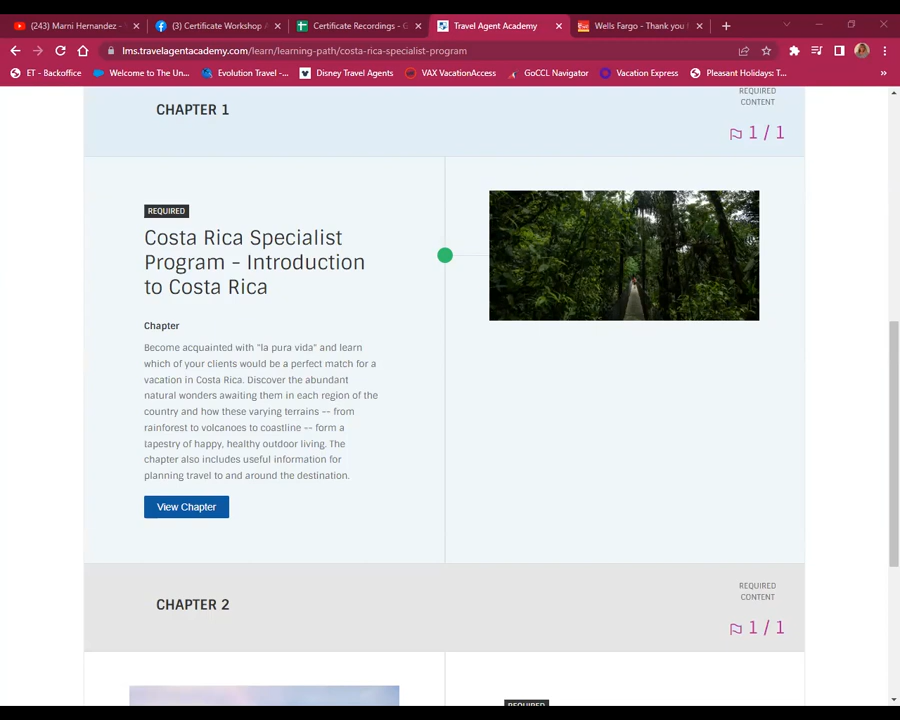 (243) Marni Hernandez -
(3) Certificate Workshop
Certificate Recordings - G
Travel Agent Academy
Wells Fargo - Thank you
lms.travelagentacademy.com/learn/learning-path/costa-rica-specialist-program
ET - Backoffice
Welcome to The Un...
Evolution Travel -...
Disney Travel Agents
VAX VacationAccess
GoCCL Navigator
Vacation Express
Pleasant Holidays: T...
CHAPTER 1
REQUIRED
CONTENT
1 / 1
REQUIRED
Costa Rica Specialist
Program - Introduction
to Costa Rica
Chapter
Become acquainted with "la pura vida" and learn
which of your clients would be a perfect match for a
vacation in Costa Rica. Discover the abundant
natural wonders awaiting them in each region of the
country and how these varying terrains -- from
rainforest to volcanoes to coastline -- form a
tapestry of happy, healthy outdoor living. The
chapter also includes useful information for
planning travel to and around the destination.
View Chapter
CHAPTER 2
REQUIRED
CONTENT
1 / 1
REQUIRED